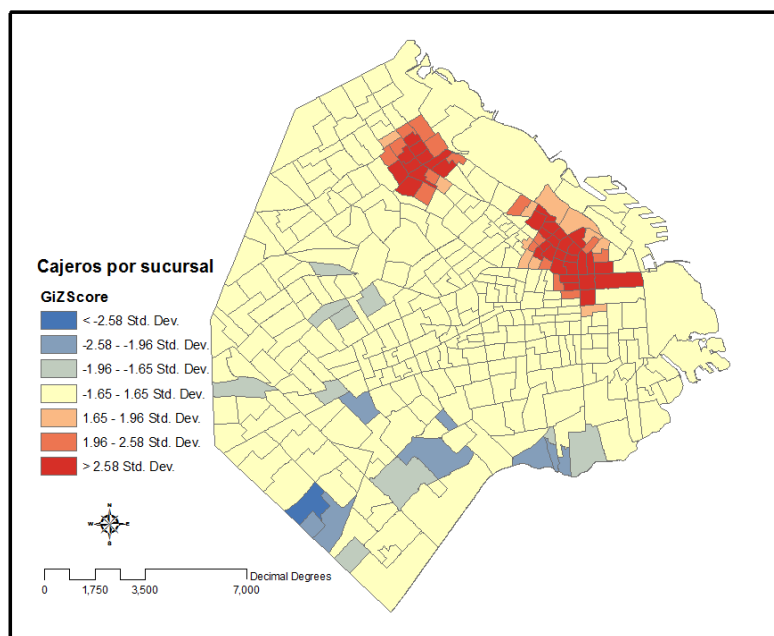 Cajeros por sucursal
GiZScore
< -2.58 Std. Dev.
-2.58 - -1.96 Std. Dev.
-1.96 - -1.65 Std. Dev.
-1.65 - 1.65 Std. Dev.
1.65 - 1.96 Std. Dev.
1.96 - 2.58 Std. Dev.
> 2.58 Std. Dev.
N
W E
S
Decimal Degrees
0 1,750 3,500 7,000